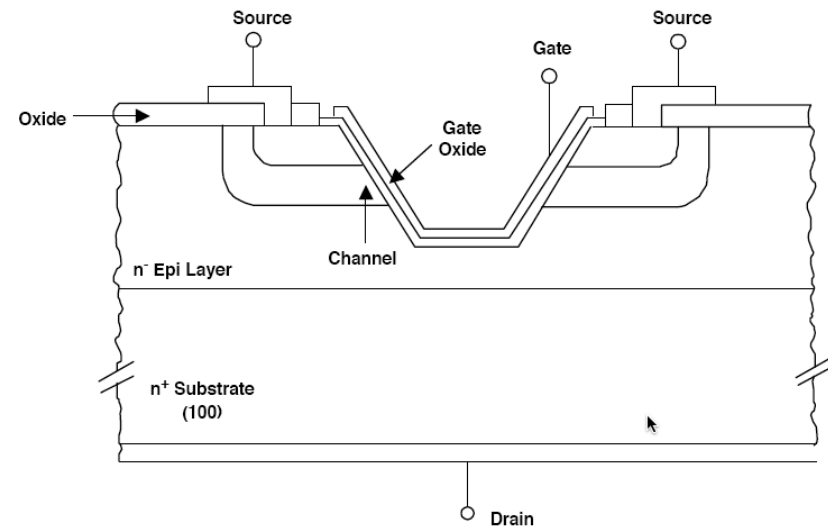 Source
Source
Gate
Oxide
Gate
Oxide
Channel
n⁻ Epi Layer
n⁺ Substrate
(100)
Drain